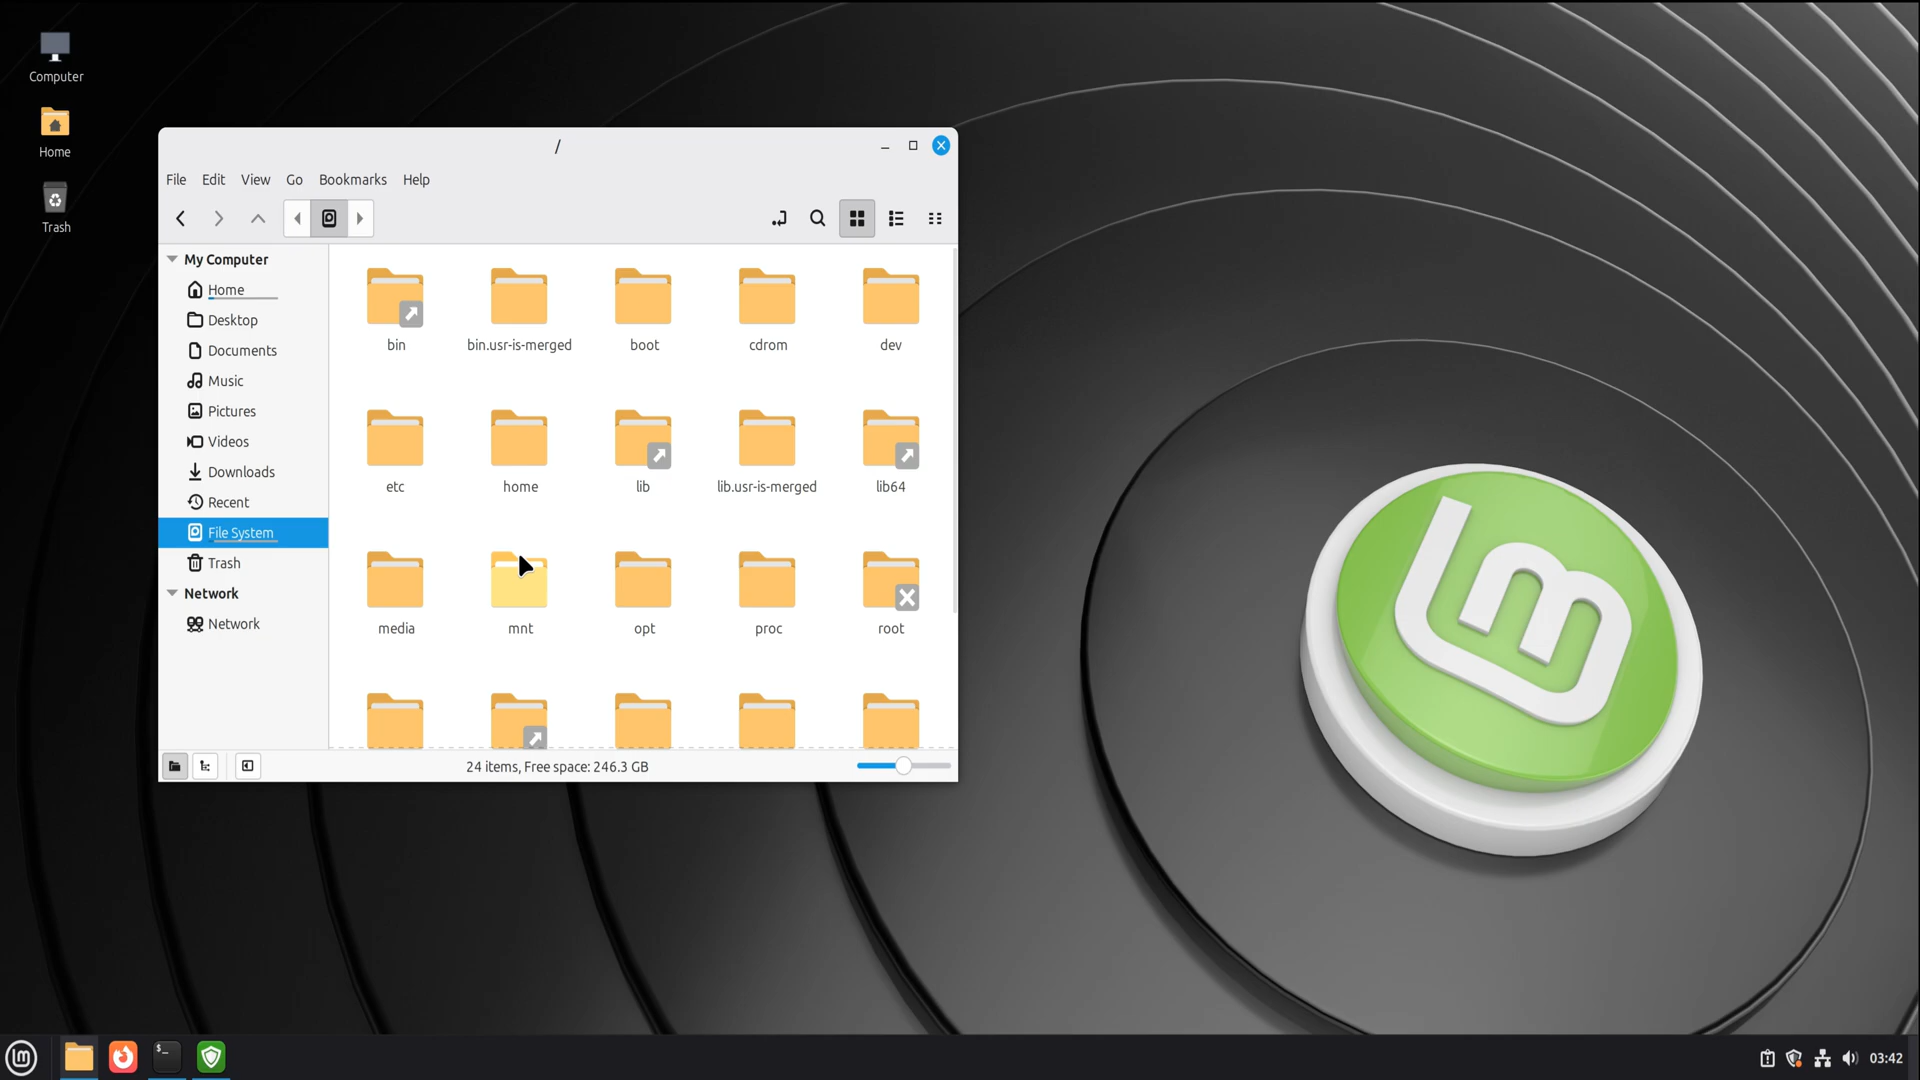 Computer
Home
Trash
/
File Edit View Go Bookmarks Help
My Computer
Home
Desktop
Documents
Music
Pictures
Videos
Downloads
Recent
File System
Trash
Network
Network
bin bin.usr-is-merged boot cdrom dev
etc home lib lib.usr-is-merged lib64
media mnt opt proc root
24 items, Free space: 246.3 GB
lm
$_
03:42